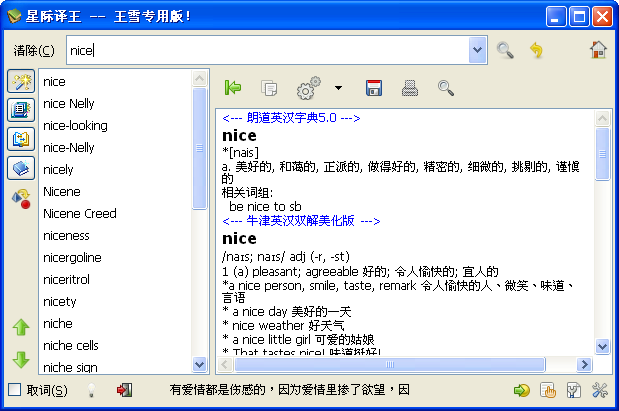 星际译王 -- 王雪专用版!
清除(C) nice
nice
nice Nelly
nice-looking
nice-Nelly
nicely
Nicene
Nicene Creed
niceness
nicergoline
niceritrol
nicety
niche
niche cells
niche sign
<--- 朗道英汉字典5.0 --->
nice
*[nais]
a. 美好的, 和蔼的, 正派的, 做得好的, 精密的, 细微的, 挑剔的, 谨慎
的
相关词组:
be nice to sb
<--- 牛津英汉双解美化版 --->
nice
/naɪs; naɪs/ adj (-r, -st)
1 (a) pleasant; agreeable 好的; 令人愉快的; 宜人的
*a nice person, smile, taste, remark 令人愉快的人、微笑、味道、
言语
* a nice day 美好的一天
* nice weather 好天气
* a nice little girl 可爱的姑娘
* That tastes nice! 味道挺好!
取词(S) 有爱情都是伤感的，因为爱情里掺了欲望，因